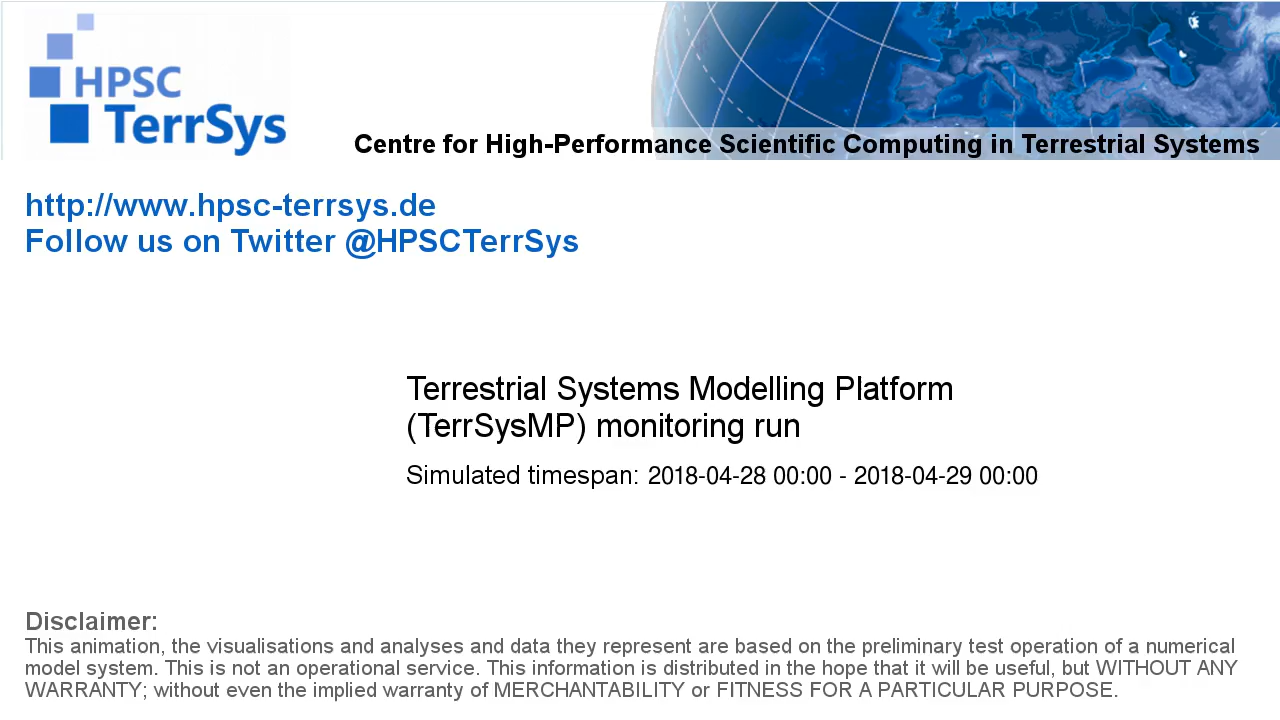 HPSC
TerrSys
Centre for High-Performance Scientific Computing in Terrestrial Systems
http://www.hpsc-terrsys.de
Follow us on Twitter @HPSCTerrSys
Terrestrial Systems Modelling Platform
(TerrSysMP) monitoring run
Simulated timespan: 2018-04-28 00:00 - 2018-04-29 00:00
Disclaimer:
This animation, the visualisations and analyses and data they represent are based on the preliminary test operation of a numerical
model system. This is not an operational service. This information is distributed in the hope that it will be useful, but WITHOUT ANY
WARRANTY; without even the implied warranty of MERCHANTABILITY or FITNESS FOR A PARTICULAR PURPOSE.